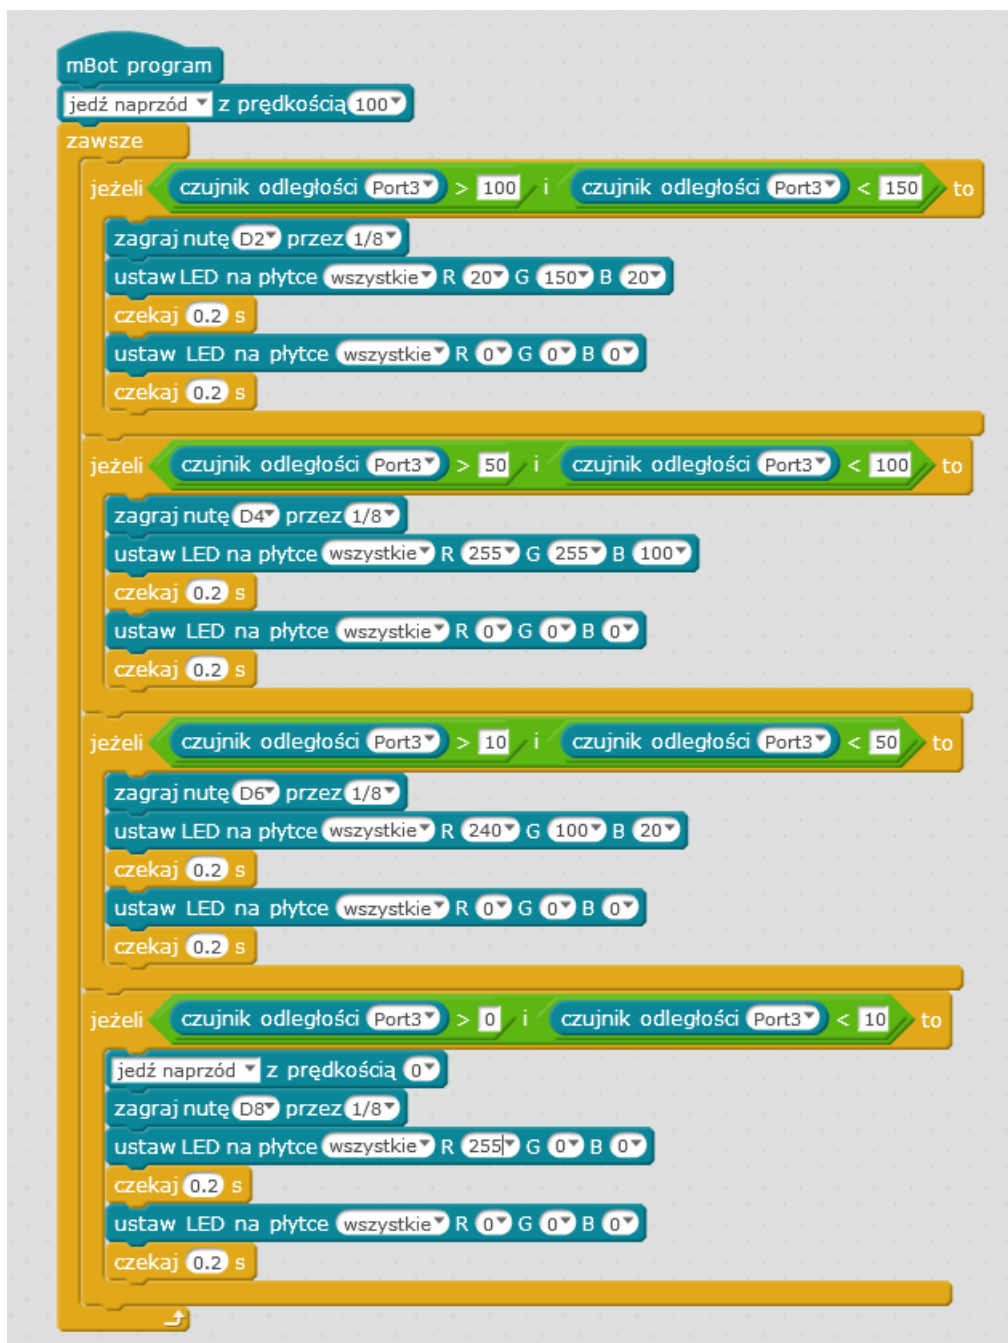 mBot program
jedź naprzód z prędkością 100
zawsze
jeżeli czujnik odległości Port3 > 100 i czujnik odległości Port3 < 150 to
zagraj nutę D2 przez 1/8
ustaw LED na płytce wszystkie R 20 G 150 B 20
czekaj 0.2 s
ustaw LED na płytce wszystkie R 0 G 0 B 0
czekaj 0.2 s
jeżeli czujnik odległości Port3 > 50 i czujnik odległości Port3 < 100 to
zagraj nutę D4 przez 1/8
ustaw LED na płytce wszystkie R 255 G 255 B 100
czekaj 0.2 s
ustaw LED na płytce wszystkie R 0 G 0 B 0
czekaj 0.2 s
jeżeli czujnik odległości Port3 > 10 i czujnik odległości Port3 < 50 to
zagraj nutę D6 przez 1/8
ustaw LED na płytce wszystkie R 240 G 100 B 20
czekaj 0.2 s
ustaw LED na płytce wszystkie R 0 G 0 B 0
czekaj 0.2 s
jeżeli czujnik odległości Port3 > 0 i czujnik odległości Port3 < 10 to
jedź naprzód z prędkością 0
zagraj nutę D8 przez 1/8
ustaw LED na płytce wszystkie R 255 G 0 B 0
czekaj 0.2 s
ustaw LED na płytce wszystkie R 0 G 0 B 0
czekaj 0.2 s